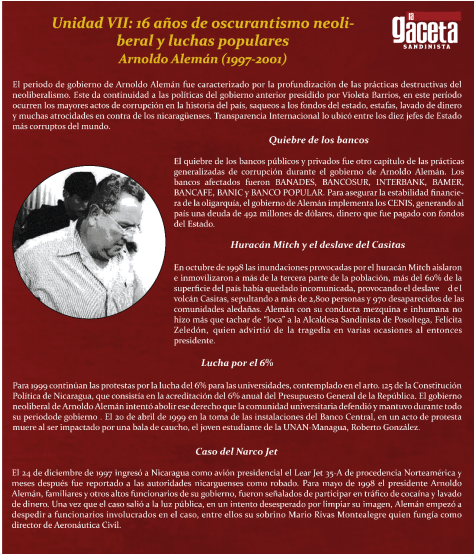 Unidad VII: 16 años de oscurantismo neoli-
beral y luchas populares
Arnoldo Alemán (1997-2001)
la
gaceta
SANDINISTA
El periodo de gobierno de Arnoldo Alemán fue caracterizado por la profundización de las prácticas destructivas del
neoliberalismo. Este da continuidad a las políticas del gobierno anterior presidido por Violeta Barrios, en este período
ocurren los mayores actos de corrupción en la historia del país, saqueos a los fondos del estado, estafas, lavado de dinero
y muchas atrocidades en contra de los nicaragüenses. Transparencia Internacional lo ubicó entre los diez jefes de Estado
más corruptos del mundo.
Quiebre de los bancos
El quiebre de los bancos públicos y privados fue otro capítulo de las prácticas
generalizadas de corrupción durante el gobierno de Arnoldo Alemán. Los
bancos afectados fueron BANADES, BANCOSUR, INTERBANK, BAMER,
BANCAFE, BANIC y BANCO POPULAR. Para asegurar la estabilidad financie-
ra de la oligarquía, el gobierno de Alemán implementa los CENIS, generando al
país una deuda de 492 millones de dólares, dinero que fue pagado con fondos
del Estado.
Huracán Mitch y el deslave del Casitas
En octubre de 1998 las inundaciones provocadas por el huracán Mitch aislaron
e inmovilizaron a más de la tercera parte de la población, más del 60% de la
superficie del país había quedado incomunicada, provocando el deslave del
volcán Casitas, sepultando a más de 2,800 personas y 970 desaparecidos de las
comunidades aledañas. Alemán con su conducta mezquina e inhumana no
hizo más que tachar de “loca” a la Alcaldesa Sandinista de Posoltega, Felícita
Zeledón, quien advirtió de la tragedia en varias ocasiones al entonces
presidente.
Lucha por el 6%
Para 1999 continúan las protestas por la lucha del 6% para las universidades, contemplado en el arto. 125 de la Constitución
Política de Nicaragua, que consistía en la acreditación del 6% anual del Presupuesto General de la República. El gobierno
neoliberal de Arnoldo Alemán intentó abolir ese derecho que la comunidad universitaria defendió y mantuvo durante todo
su periodode gobierno . El 20 de abril de 1999 en la toma de las instalaciones del Banco Central, en un acto de protesta
muere al ser impactado por una bala de caucho, el joven estudiante de la UNAN-Managua, Roberto González.
Caso del Narco Jet
El 24 de diciembre de 1997 ingresó a Nicaragua como avión presidencial el Lear Jet 35-A de procedencia Norteamérica y
meses después fue reportado a las autoridades nicarguenses como robado. Para mayo de 1998 el presidente Arnoldo
Alemán, familiares y otros altos funcionarios de su gobierno, fueron señalados de participar en tráfico de cocaína y lavado
de dinero. Una vez que el caso salió a la luz pública, en un intento desesperado por limpiar su imagen, Alemán empezó a
despedir a funcionarios involucrados en el caso, entre ellos su sobrino Mario Rivas Montealegre quien fungía como
director de Aeronáutica Civil.